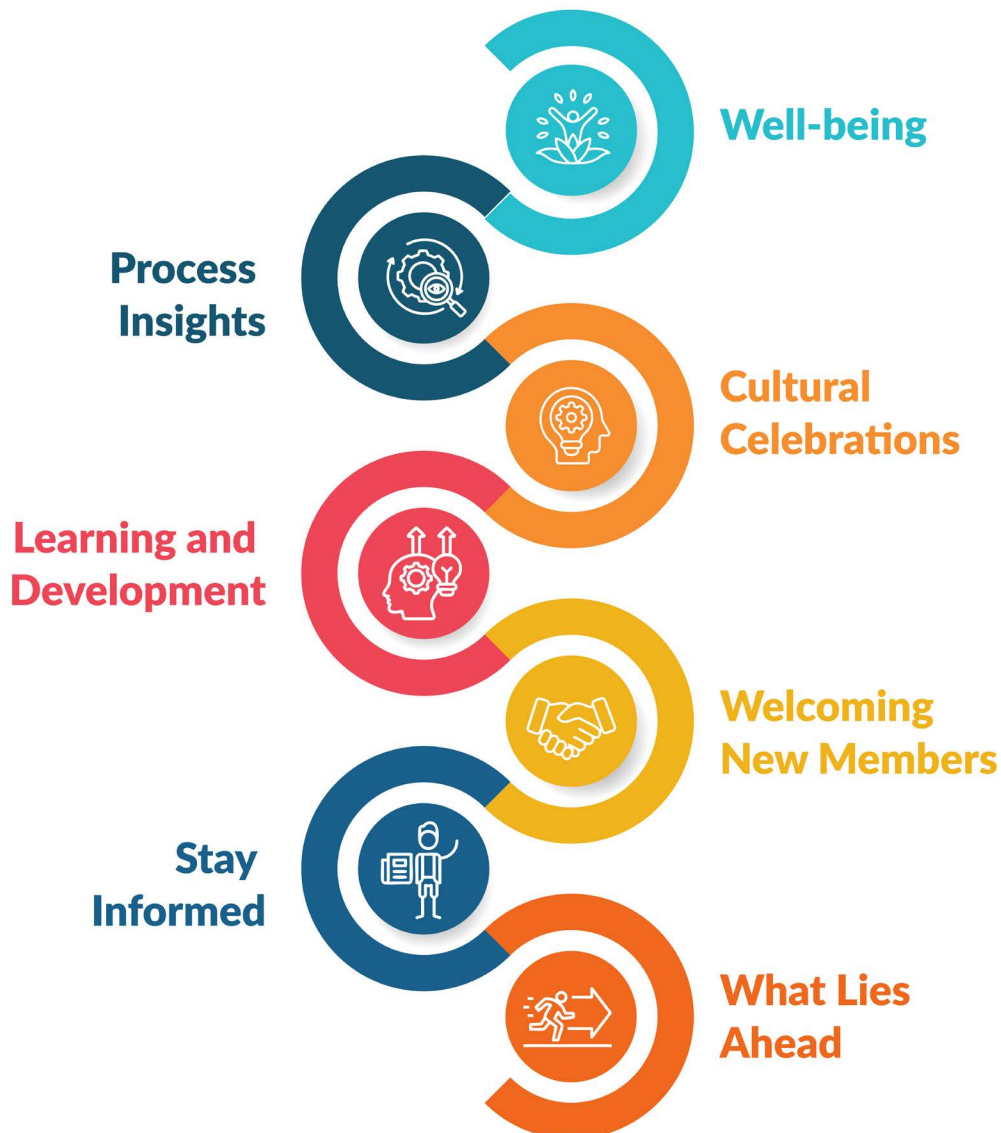 Well-being
Process
Insights
Cultural
Celebrations
Learning and
Development
Welcoming
New Members
Stay
Informed
What Lies
Ahead